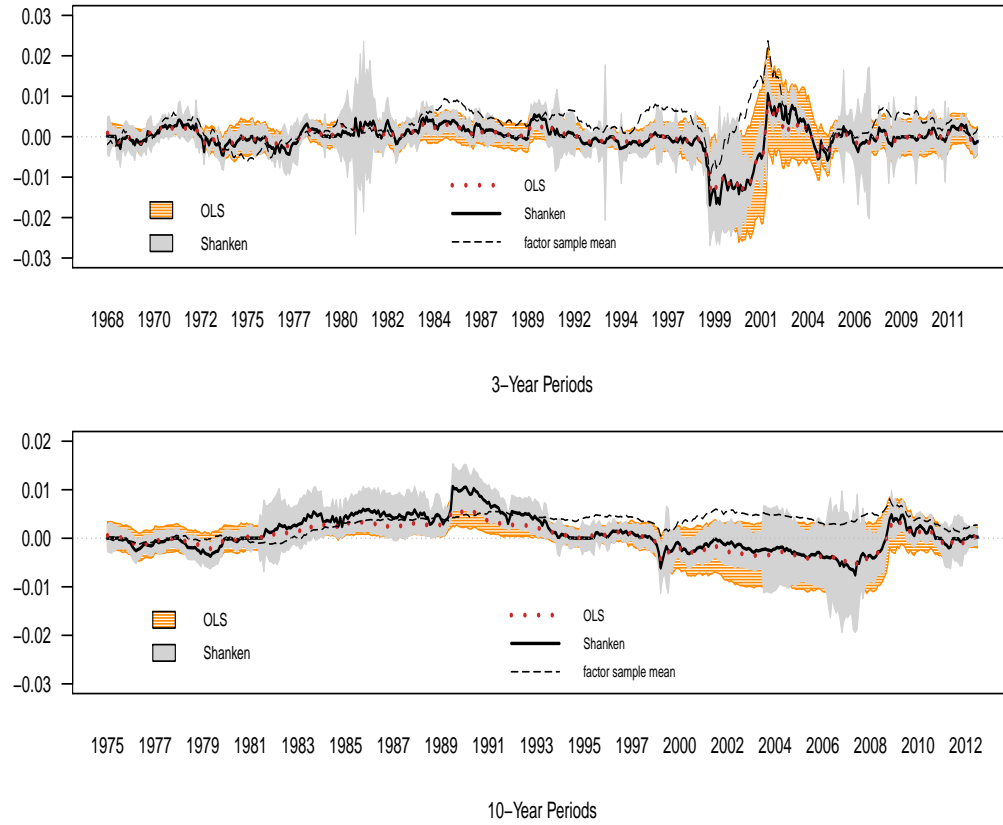 0.03
0.02
0.01
0.00
−0.01
−0.02
−0.03
OLS
Shanken
OLS
Shanken
factor sample mean
1968 1970 1972 1975 1977 1980 1982 1984 1987 1989 1992 1994 1997 1999 2001 2004 2006 2009 2011
3−Year Periods
0.02
0.01
0.00
−0.01
−0.02
−0.03
OLS
Shanken
OLS
Shanken
factor sample mean
1975 1977 1979 1981 1983 1985 1987 1989 1991 1993 1995 1997 2000 2002 2004 2006 2008 2010 2012
10−Year Periods